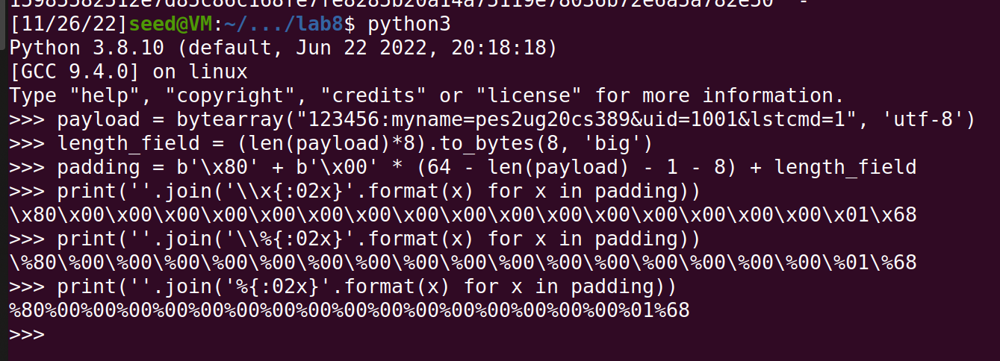 [11/26/22]seed@VM:~/.../lab8$ python3
Python 3.8.10 (default, Jun 22 2022, 20:18:18)
[GCC 9.4.0] on linux
Type "help", "copyright", "credits" or "license" for more information.
>>> payload = bytearray("123456:myname=pes2ug20cs389&uid=1001&lstcmd=1", 'utf-8')
>>> length_field = (len(payload)*8).to_bytes(8, 'big')
>>> padding = b'\x80' + b'\x00' * (64 - len(payload) - 1 - 8) + length_field
>>> print(''.join('\\x{:02x}'.format(x) for x in padding))
\x80\x00\x00\x00\x00\x00\x00\x00\x00\x00\x00\x00\x00\x00\x00\x00\x00\x01\x68
>>> print(''.join('\\%{:02x}'.format(x) for x in padding))
\%80\%00\%00\%00\%00\%00\%00\%00\%00\%00\%00\%00\%00\%00\%00\%00\%00\%01\%68
>>> print(''.join('%{:02x}'.format(x) for x in padding))
%80%00%00%00%00%00%00%00%00%00%00%00%00%00%00%00%00%01%68
>>>